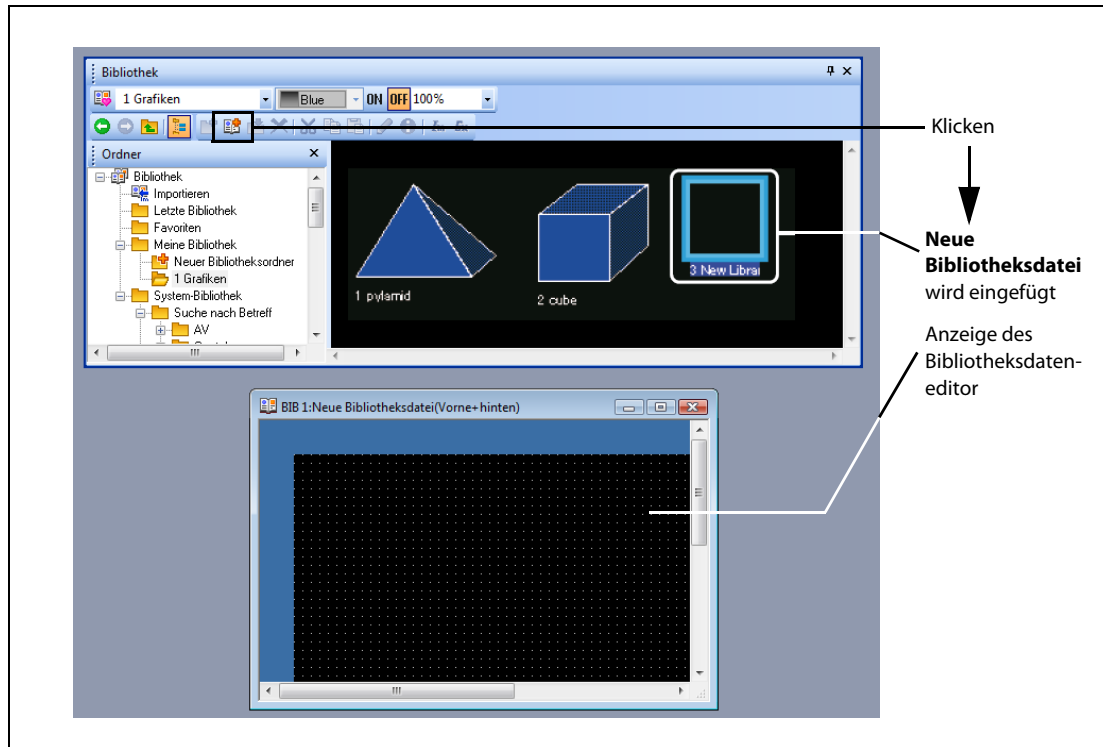 Bibliothek
1 Grafiken
Blue
ON OFF 100%
Ordner
Bibliothek
Importieren
Letzte Bibliothek
Favoriten
Meine Bibliothek
Neuer Bibliotheksordner
1 Grafiken
System-Bibliothek
Suche nach Betreff
AV
1 pylamid
2 cube
3 New Librai
Klicken
Neue
Bibliotheksdatei
wird eingefügt
Anzeige des
Bibliotheksdaten-
editor
BIB 1:Neue Bibliotheksdatei(Vorne+hinten)